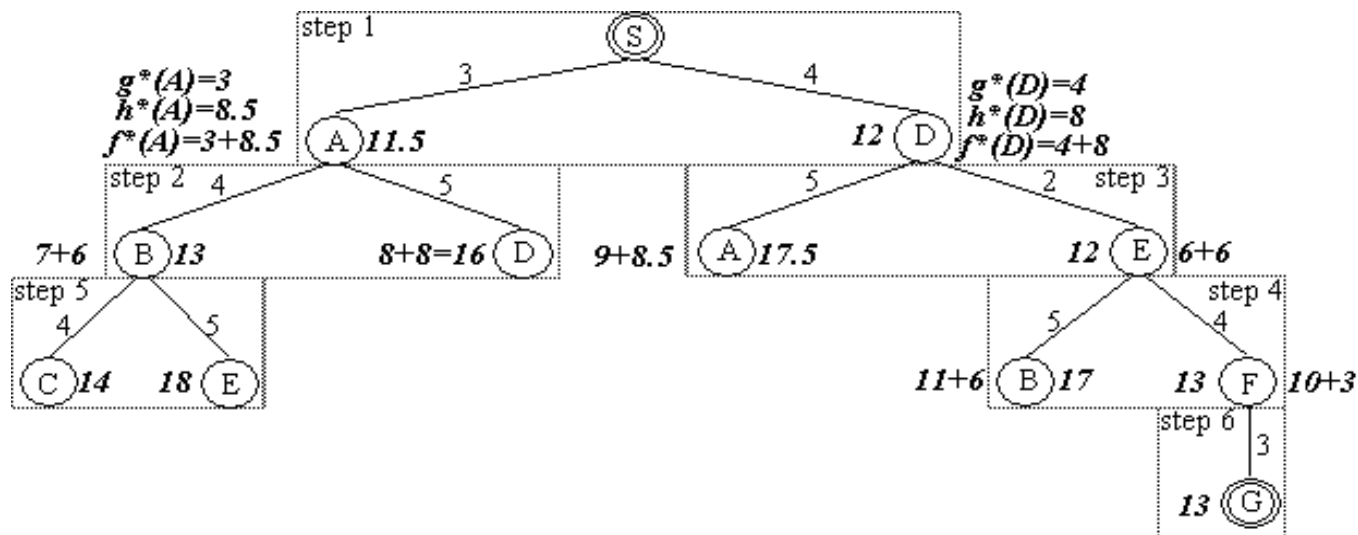 step 1
S
3
4
g*(A)=3
h*(A)=8.5
f*(A)=3+8.5
A
11.5
12
D
g*(D)=4
h*(D)=8
f*(D)=4+8
step 2
4
5
5
2
step 3
7+6
B
13
8+8=16
D
9+8.5
A
17.5
12
E
6+6
step 5
4
5
5
4
step 4
C
14
18
E
11+6
B
17
13
F
10+3
step 6
3
13
G